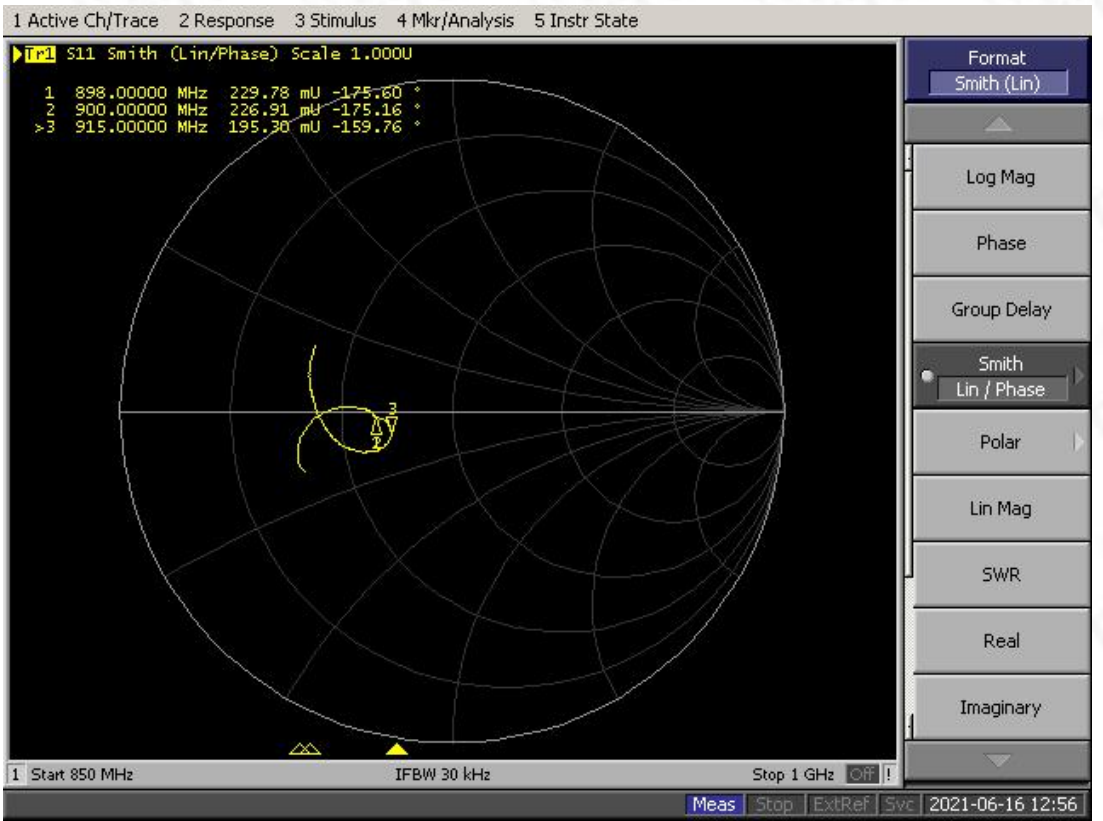 1 Active Ch/Trace 2 Response 3 Stimulus 4 Mkr/Analysis 5 Instr State
Tr1 S11 Smith (Lin/Phase) Scale 1.000U
1 898.00000 MHz 229.78 mU -175.60 °
2 900.00000 MHz 226.91 mU -175.16 °
>3 915.00000 MHz 195.30 mU -159.76 °
3
2
1 Start 850 MHz IFBW 30 kHz Stop 1 GHz Off !
Format
Smith (Lin)
Log Mag
Phase
Group Delay
Smith
Lin / Phase
Polar
Lin Mag
SWR
Real
Imaginary
Meas Stop ExtRef Svc 2021-06-16 12:56